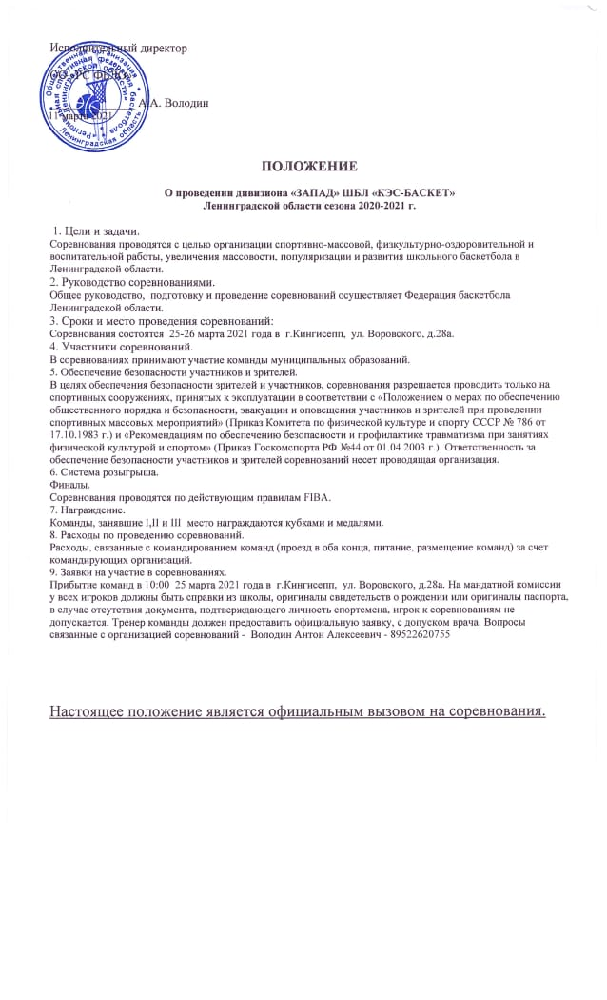 Исполнительный директор
ОО «РС ФБЛО»
А.А. Володин
11 марта 2021
ПОЛОЖЕНИЕ
О проведении дивизиона «ЗАПАД» ШБЛ «КЭС-БАСКЕТ»
Ленинградской области сезона 2020-2021 г.
1. Цели и задачи.
Соревнования проводятся с целью организации спортивно-массовой, физкультурно-оздоровительной и
воспитательной работы, увеличения массовости, популяризации и развития школьного баскетбола в
Ленинградской области.
2. Руководство соревнованиями.
Общее руководство, подготовку и проведение соревнований осуществляет Федерация баскетбола
Ленинградской области.
3. Сроки и место проведения соревнований:
Соревнования состоятся 25-26 марта 2021 года в г.Кингисепп, ул. Воровского, д.28а.
4. Участники соревнований.
В соревнованиях принимают участие команды муниципальных образований.
5. Обеспечение безопасности участников и зрителей.
В целях обеспечения безопасности зрителей и участников, соревнования разрешается проводить только на
спортивных сооружениях, принятых к эксплуатации в соответствии с «Положением о мерах по обеспечению
общественного порядка и безопасности, эвакуации и оповещения участников и зрителей при проведении
спортивных массовых мероприятий» (Приказ Комитета по физической культуре и спорту СССР № 786 от
17.10.1983 г.) и «Рекомендациям по обеспечению безопасности и профилактике травматизма при занятиях
физической культурой и спортом» (Приказ Госкомспорта РФ №44 от 01.04 2003 г.). Ответственность за
обеспечение безопасности участников и зрителей соревнований несет проводящая организация.
6. Система розыгрыша.
Финалы.
Соревнования проводятся по действующим правилам FIBA.
7. Награждение.
Команды, занявшие I,II и III место награждаются кубками и медалями.
8. Расходы по проведению соревнований.
Расходы, связанные с командированием команд (проезд в оба конца, питание, размещение команд) за счет
командирующих организаций.
9. Заявки на участие в соревнованиях.
Прибытие команд в 10:00 25 марта 2021 года в г.Кингисепп, ул. Воровского, д.28а. На мандатной комиссии
у всех игроков должны быть справки из школы, оригиналы свидетельств о рождении или оригиналы паспорта,
в случае отсутствия документа, подтверждающего личность спортсмена, игрок к соревнованиям не
допускается. Тренер команды должен предоставить официальную заявку, с допуском врача. Вопросы
связанные с организацией соревнований - Володин Антон Алексеевич - 89522620755
Настоящее положение является официальным вызовом на соревнования.